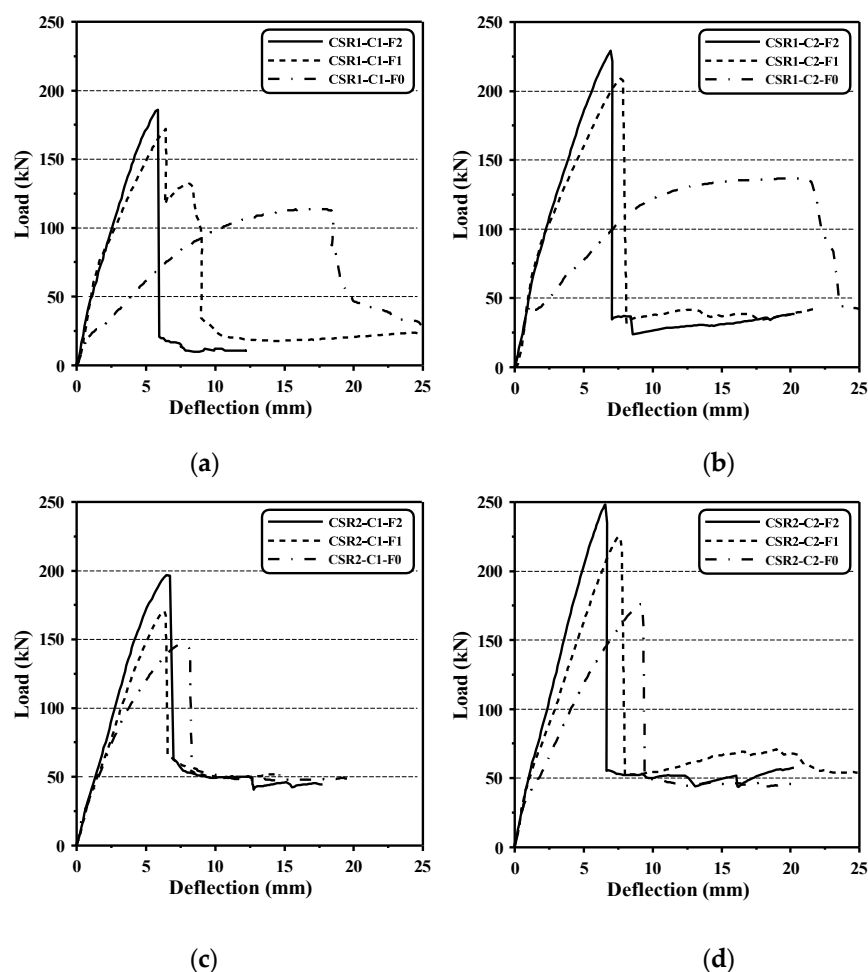 250
200
150
100
50
0
Load (kN)
CSR1-C1-F2
CSR1-C1-F1
CSR1-C1-F0
0 5 10 15 20 25
Deflection (mm)
(a)
250
200
150
100
50
0
Load (kN)
CSR1-C2-F2
CSR1-C2-F1
CSR1-C2-F0
0 5 10 15 20 25
Deflection (mm)
(b)
250
200
150
100
50
0
Load (kN)
CSR2-C1-F2
CSR2-C1-F1
CSR2-C1-F0
0 5 10 15 20 25
Deflection (mm)
(c)
250
200
150
100
50
0
Load (kN)
CSR2-C2-F2
CSR2-C2-F1
CSR2-C2-F0
0 5 10 15 20 25
Deflection (mm)
(d)